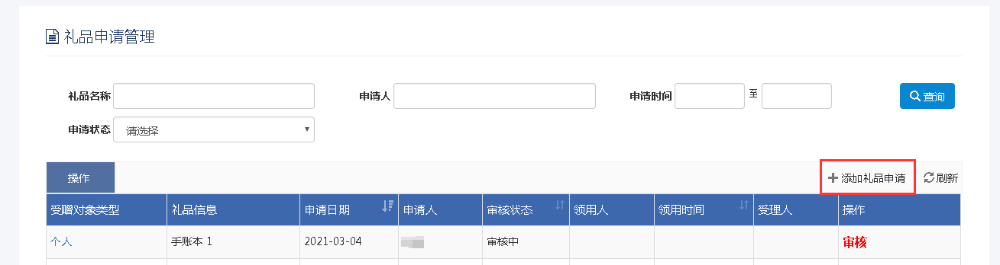 礼品申请管理
礼品名称 申请人 申请时间 至 查询
申请状态 请选择
操作 添加礼品申请 刷新
受赠对象类型 礼品信息 申请日期 申请人 审核状态 领用人 领用时间 受理人 操作
个人 手账本 1 2021-03-04 审核中 审核